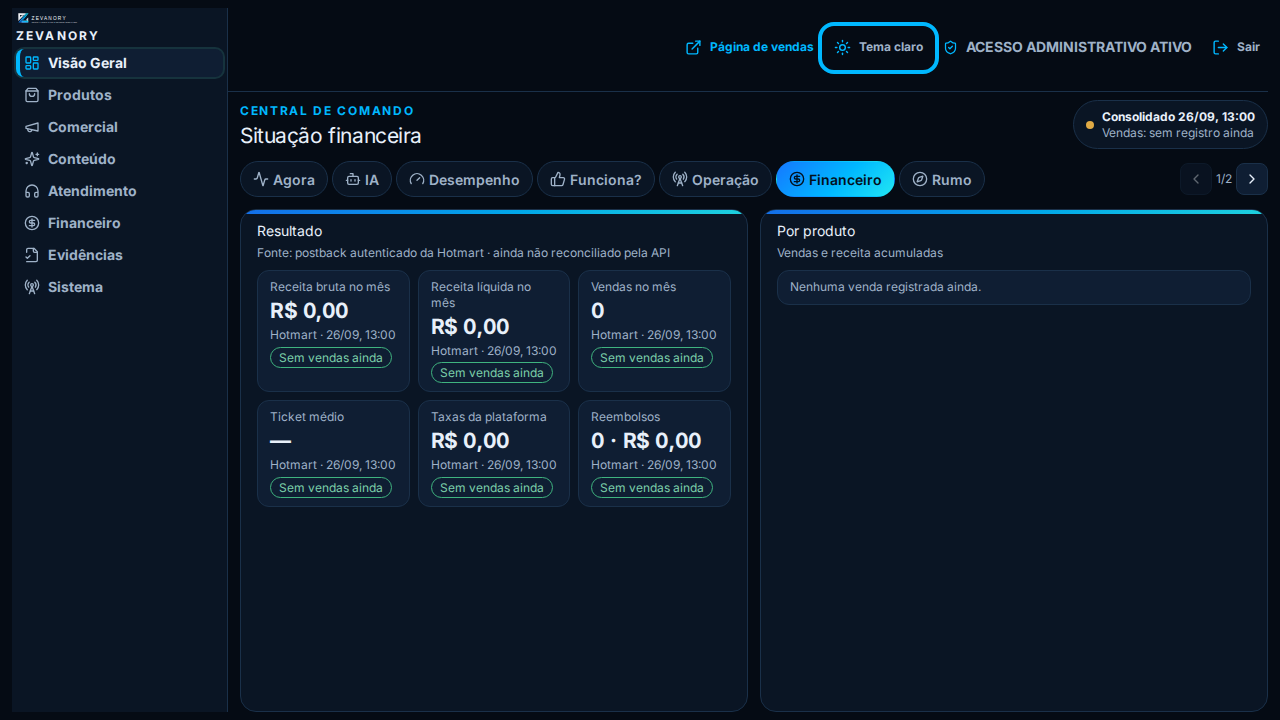 ZEVANORY
ZEVANORY
Visão Geral
Produtos
Comercial
Conteúdo
Atendimento
Financeiro
Evidências
Sistema
Página de vendas
Tema claro
ACESSO ADMINISTRATIVO ATIVO
Sair
CENTRAL DE COMANDO
Situação financeira
Consolidado 26/09, 13:00
Vendas: sem registro ainda
Agora
IA
Desempenho
Funciona?
Operação
Financeiro
Rumo
1/2
Resultado
Fonte: postback autenticado da Hotmart · ainda não reconciliado pela API
Receita bruta no mês
R$ 0,00
Hotmart · 26/09, 13:00
Sem vendas ainda
Receita líquida no
mês
R$ 0,00
Hotmart · 26/09, 13:00
Sem vendas ainda
Vendas no mês
0
Hotmart · 26/09, 13:00
Sem vendas ainda
Ticket médio
—
Hotmart · 26/09, 13:00
Sem vendas ainda
Taxas da plataforma
R$ 0,00
Hotmart · 26/09, 13:00
Sem vendas ainda
Reembolsos
0 · R$ 0,00
Hotmart · 26/09, 13:00
Sem vendas ainda
Por produto
Vendas e receita acumuladas
Nenhuma venda registrada ainda.